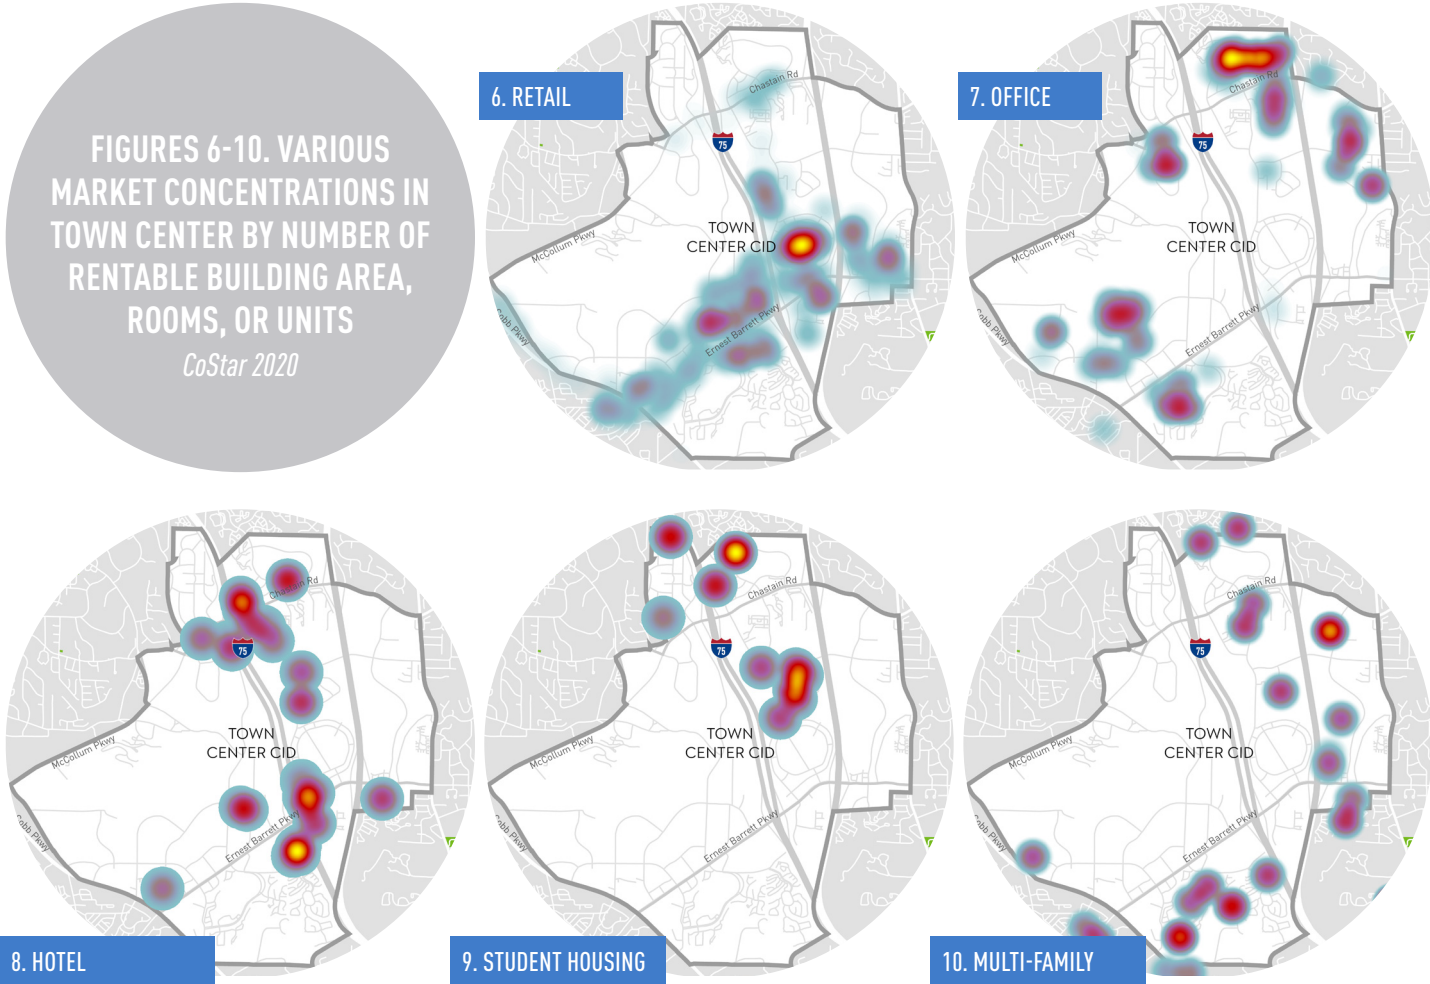 FIGURES 6-10. VARIOUS
MARKET CONCENTRATIONS IN
TOWN CENTER BY NUMBER OF
RENTABLE BUILDING AREA,
ROOMS, OR UNITS
CoStar 2020
6. RETAIL
Chastain Rd
75
TOWN
CENTER CID
McCollum Pkwy
Cobb Pkwy
Ernest Barrett Pkwy
7. OFFICE
Chastain Rd
75
TOWN
CENTER CID
McCollum Pkwy
Cobb Pkwy
Ernest Barrett Pkwy
8. HOTEL
Chastain Rd
75
TOWN
CENTER CID
McCollum Pkwy
Cobb Pkwy
Ernest Barrett Pkwy
9. STUDENT HOUSING
Chastain Rd
75
TOWN
CENTER CID
McCollum Pkwy
Cobb Pkwy
Ernest Barrett Pkwy
10. MULTI-FAMILY
Chastain Rd
75
TOWN
CENTER CID
McCollum Pkwy
Cobb Pkwy
Ernest Barrett Pkwy